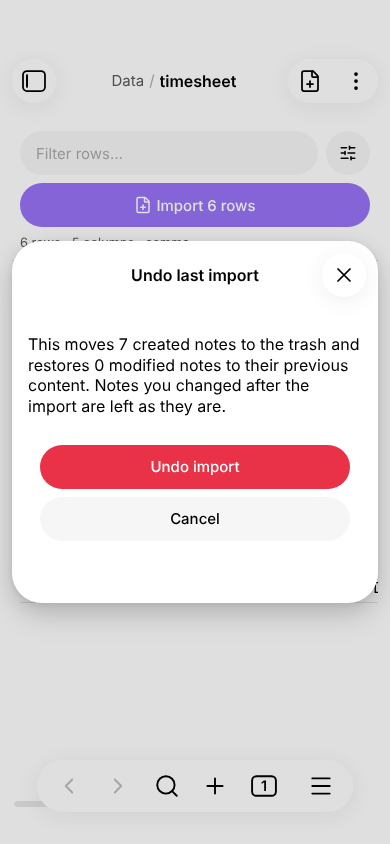 Data / timesheet
Filter rows...
Import 6 rows
Undo last import
This moves 7 created notes to the trash and
restores 0 modified notes to their previous
content. Notes you changed after the
import are left as they are.
Undo import
Cancel
1